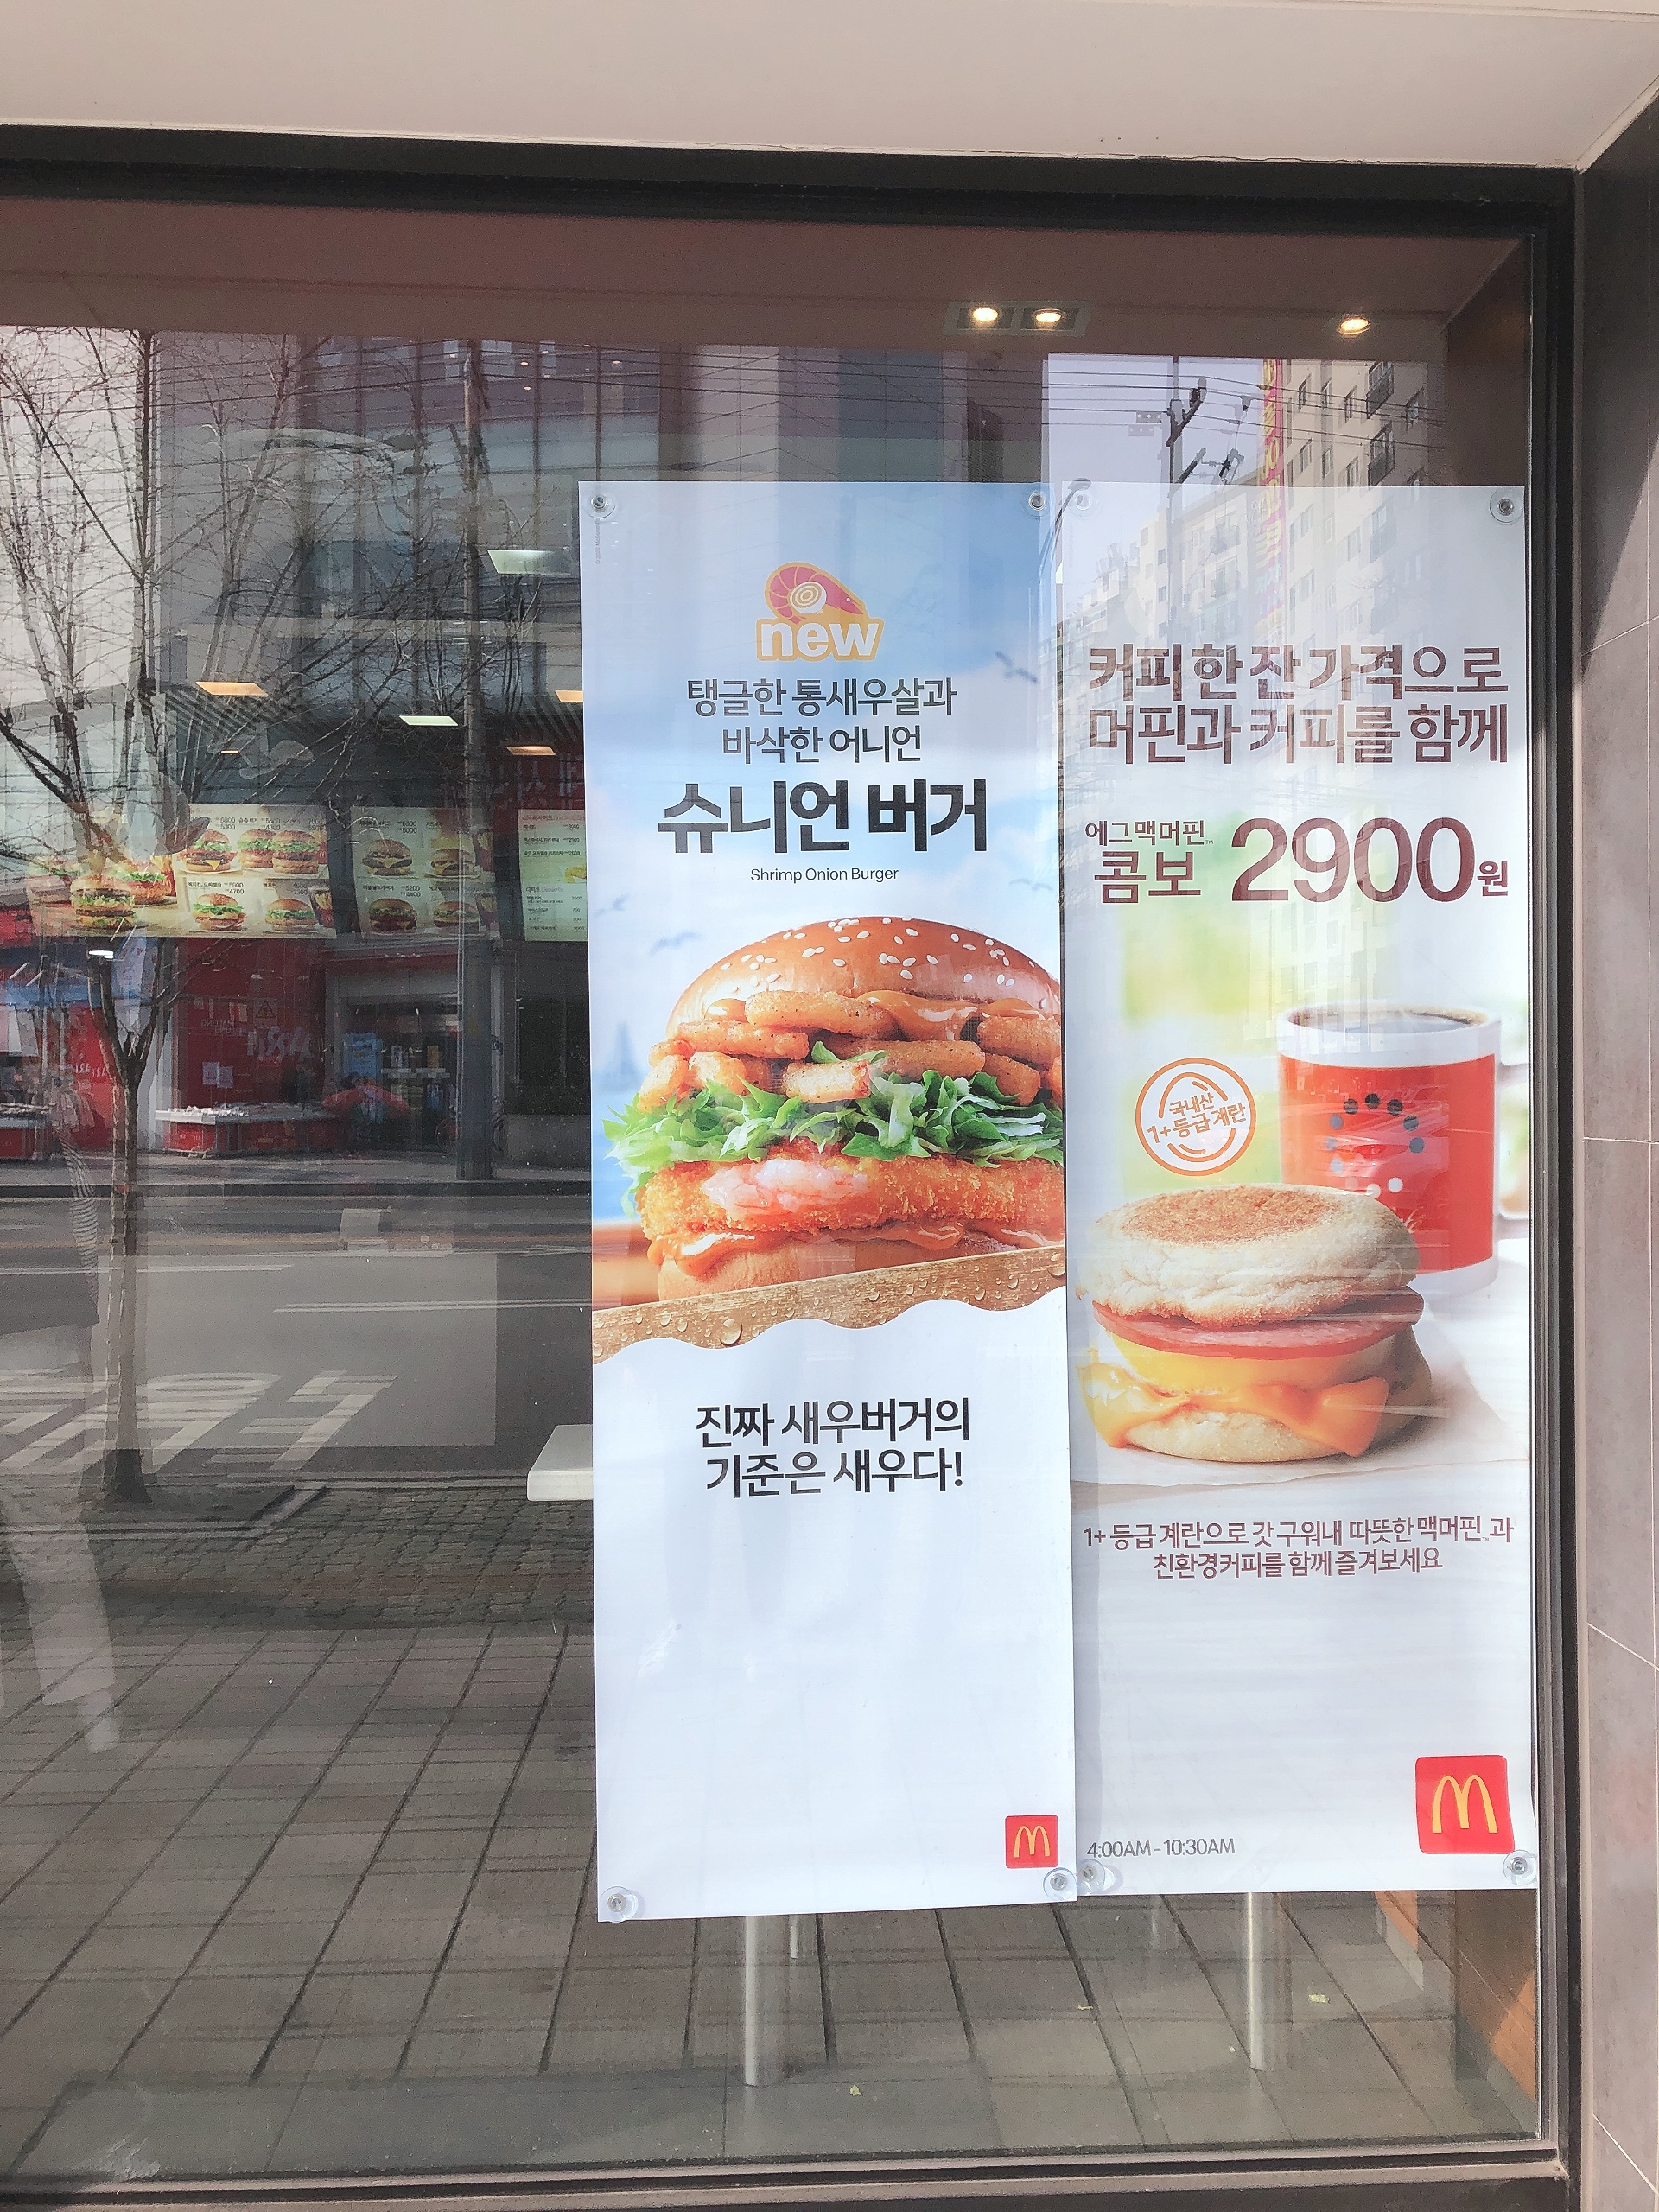 new
탱글한 통새우살과
바삭한 어니언
슈니언 버거
Shrimp Onion Burger
진짜 새우버거의
기준은 새우다!
커피 한 잔 가격으로
머핀과 커피를 함께
에그맥머핀™
콤보 2900원
국내산
1+등급 계란
1+ 등급 계란으로 갓 구워내 따뜻한 맥머핀™과
친환경커피를 함께 즐겨보세요
4:00AM - 10:30AM